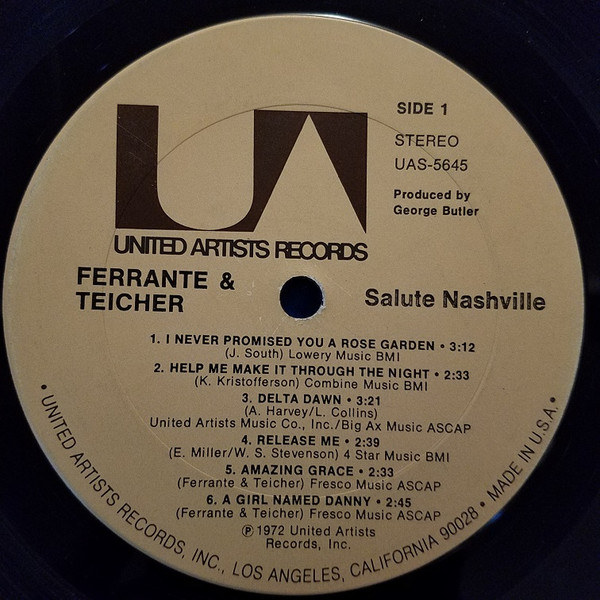 SIDE 1
STEREO
UAS-5645
Produced by
George Butler
UA
UNITED ARTISTS RECORDS
FERRANTE &
TEICHER
Salute Nashville
1. I NEVER PROMISED YOU A ROSE GARDEN • 3:12
(J. South) Lowery Music BMI
2. HELP ME MAKE IT THROUGH THE NIGHT • 2:33
(K. Kristofferson) Combine Music BMI
3. DELTA DAWN • 3:21
(A. Harvey/L. Collins)
United Artists Music Co., Inc./Big Ax Music ASCAP
4. RELEASE ME • 2:39
(E. Miller/W. S. Stevenson) 4 Star Music BMI
5. AMAZING GRACE • 2:33
(Ferrante & Teicher) Fresco Music ASCAP
6. A GIRL NAMED DANNY • 2:45
(Ferrante & Teicher) Fresco Music ASCAP
℗ 1972 United Artists
Records, Inc.
• UNITED ARTISTS RECORDS, INC., LOS ANGELES, CALIFORNIA 90028 • MADE IN U.S.A. •